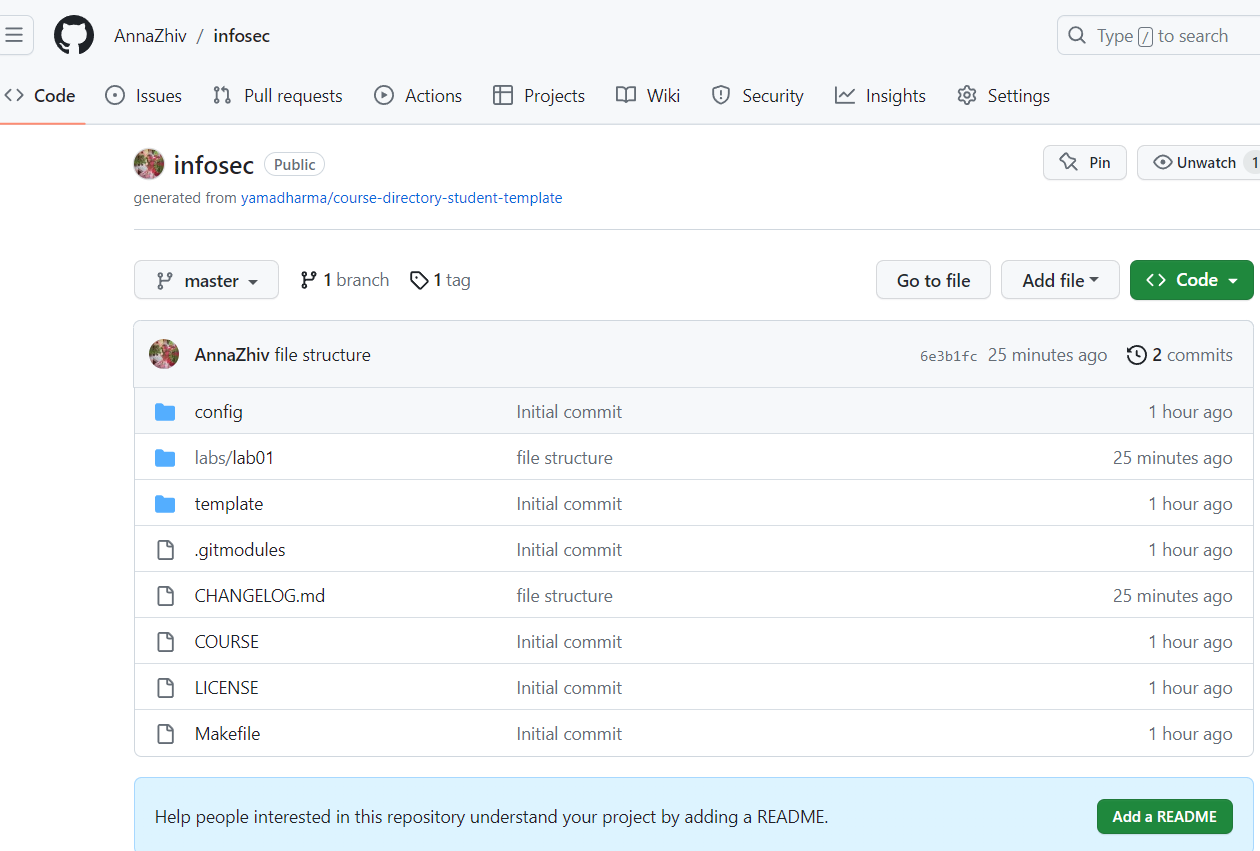 AnnaZhiv / infosec
Type / to search
Code Issues Pull requests Actions Projects Wiki Security Insights Settings
infosec Public
Pin Unwatch 1
generated from yamadharma/course-directory-student-template
master 1 branch 1 tag Go to file Add file Code
AnnaZhiv file structure 6e3b1fc 25 minutes ago 2 commits
config Initial commit 1 hour ago
labs/lab01 file structure 25 minutes ago
template Initial commit 1 hour ago
.gitmodules Initial commit 1 hour ago
CHANGELOG.md file structure 25 minutes ago
COURSE Initial commit 1 hour ago
LICENSE Initial commit 1 hour ago
Makefile Initial commit 1 hour ago
Help people interested in this repository understand your project by adding a README. Add a README